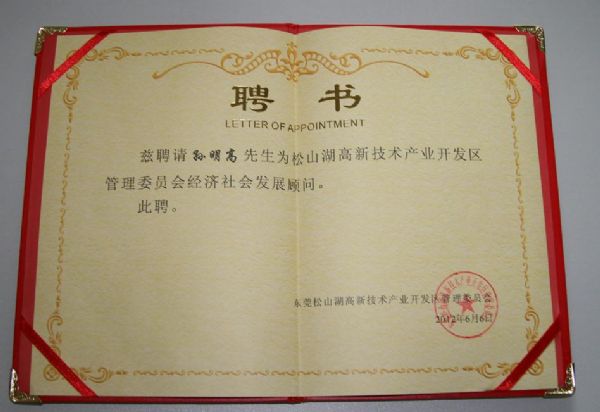 聘 书
LETTER OF APPOINTMENT
兹聘请 孙明高 先生为松山湖高新技术产业开发区
管理委员会经济社会发展顾问。
此聘。
东莞松山湖高新技术产业开发区管理委员会
2012年6月6日